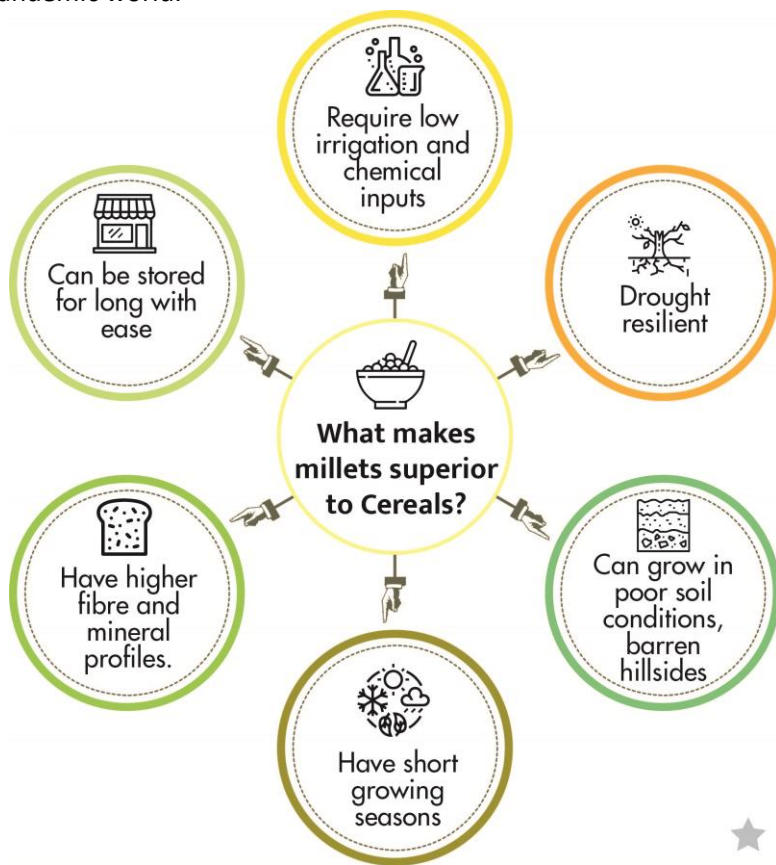 Require low
irrigation and
chemical
inputs
Can be stored
for long with
ease
Drought
resilient
What makes
millets superior
to Cereals?
Have higher
fibre and
mineral
profiles.
Can grow in
poor soil
conditions,
barren
hillsides
Have short
growing
seasons